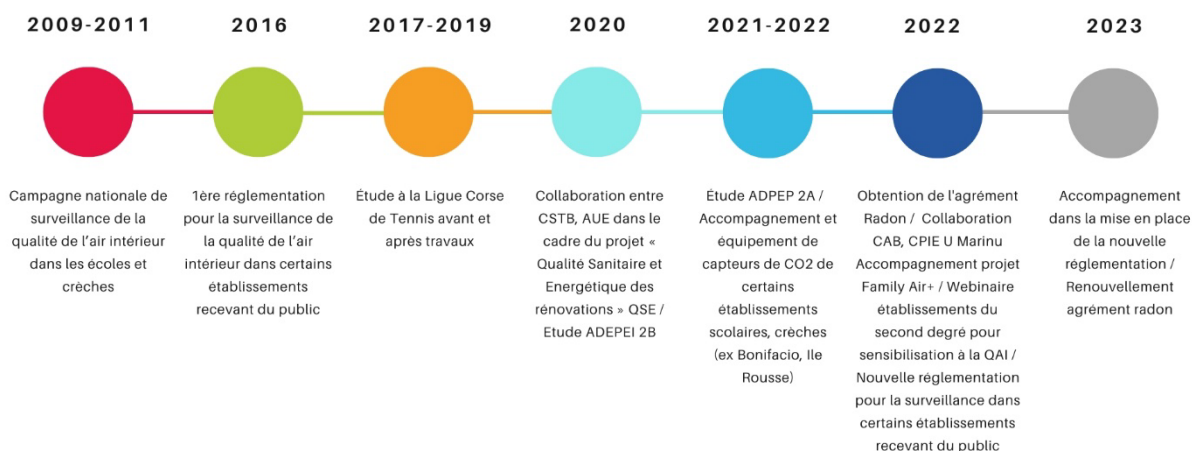 2009-2011
Campagne nationale de
surveillance de la
qualité de l'air intérieur
dans les écoles et
crèches
2016
1ère réglementation
pour la surveillance de
la qualité de l'air
intérieur dans certains
établissements
recevant du public
2017-2019
Étude à la Ligue Corse
de Tennis avant et
après travaux
2020
Collaboration entre
CSTB, AUE dans le
cadre du projet «
Qualité Sanitaire et
Energétique des
rénovations » QSE /
Etude ADEPEI 2B
2021-2022
Étude ADPEP 2A /
Accompagnement et
équipement de
capteurs de CO2 de
certains
établissements
scolaires, crèches
(ex Bonifacio, Ile
Rousse)
2022
Obtention de l'agrément
Radon / Collaboration
CAB, CPIE U Marinu
Accompagnement projet
Family Air+ / Webinaire
établissements du
second degré pour
sensibilisation à la QAI /
Nouvelle réglementation
pour la surveillance dans
certains établissements
recevant du public
2023
Accompagnement
dans la mise en place
de la nouvelle
réglementation /
Renouvellement
agrément radon